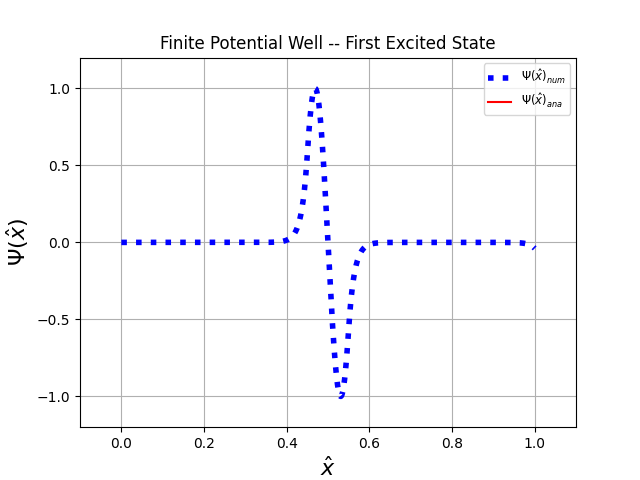 Finite Potential Well -- First Excited State
Ψ(x̂)num
Ψ(x̂)ana
1.0
0.5
0.0
−0.5
−1.0
Ψ(x̂)
0.0 0.2 0.4 0.6 0.8 1.0
x̂